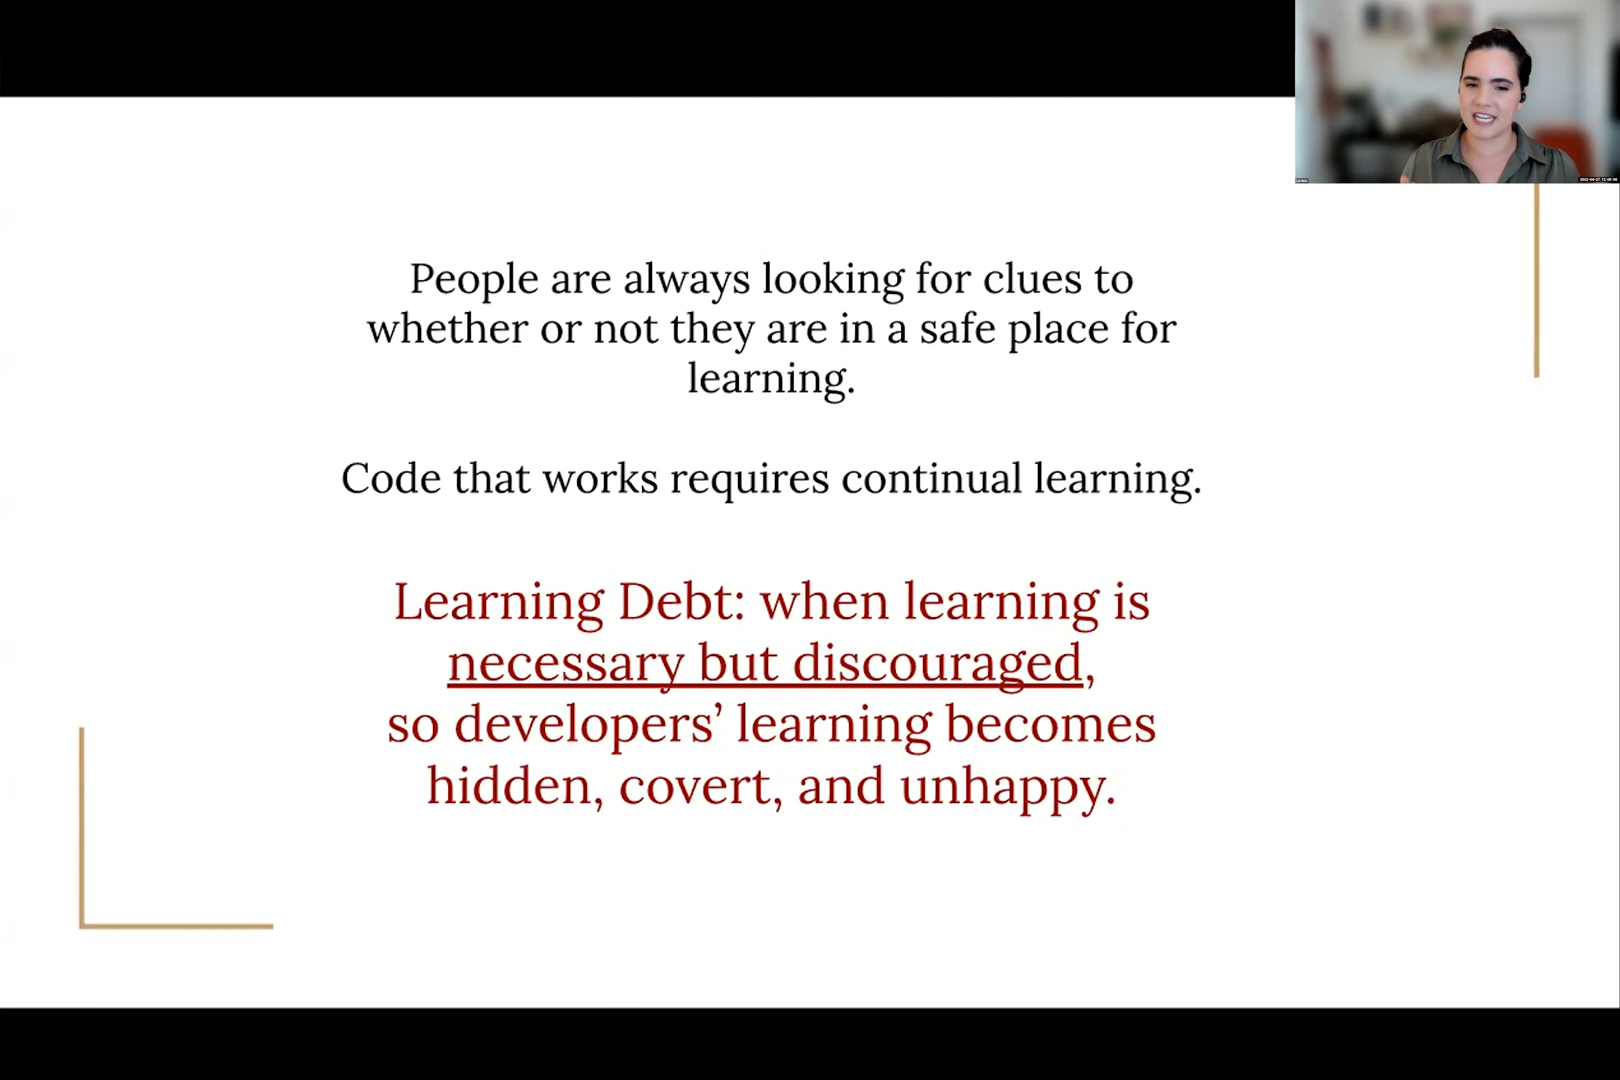 People are always looking for clues to
whether or not they are in a safe place for
learning.
Code that works requires continual learning.
Learning Debt: when learning is
necessary but discouraged,
so developers’ learning becomes
hidden, covert, and unhappy.